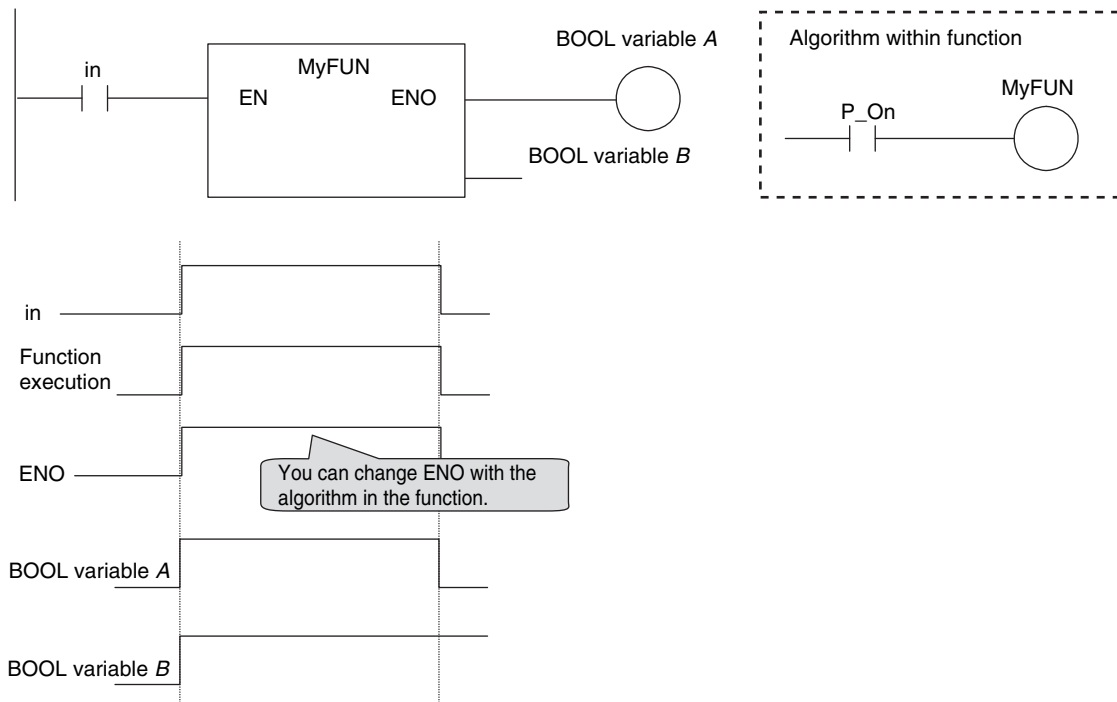 BOOL variable A
Algorithm within function
in
MyFUN
EN ENO
MyFUN
P_On
BOOL variable B
in
Function
execution
ENO
You can change ENO with the
algorithm in the function.
BOOL variable A
BOOL variable B